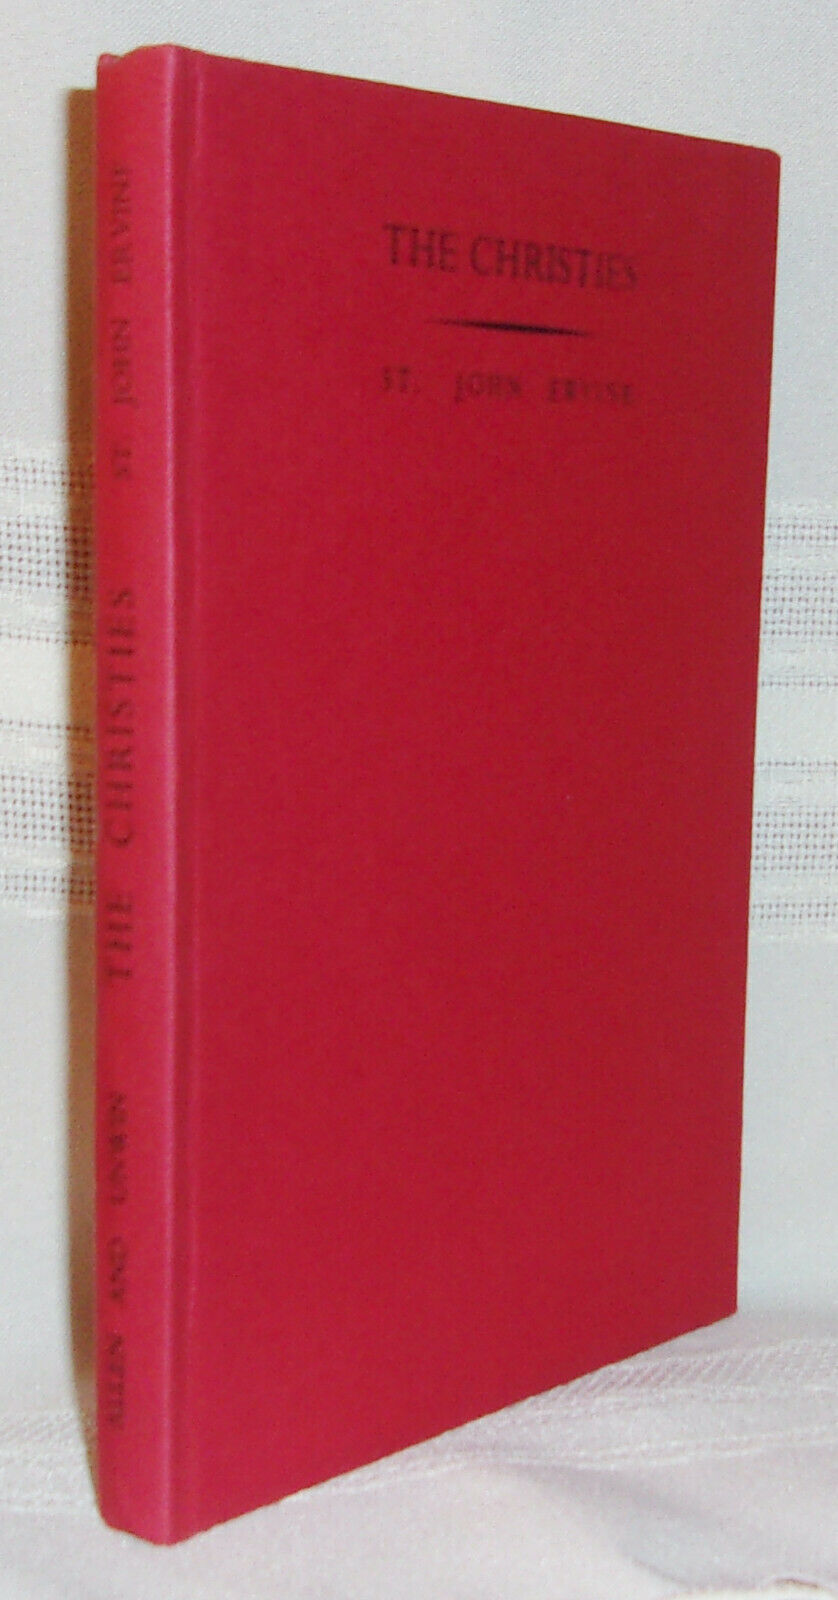 THE CHRISTIES
ST. JOHN ERVINE
ALLEN AND UNWIN THE CHRISTIES ST. JOHN ERVINE